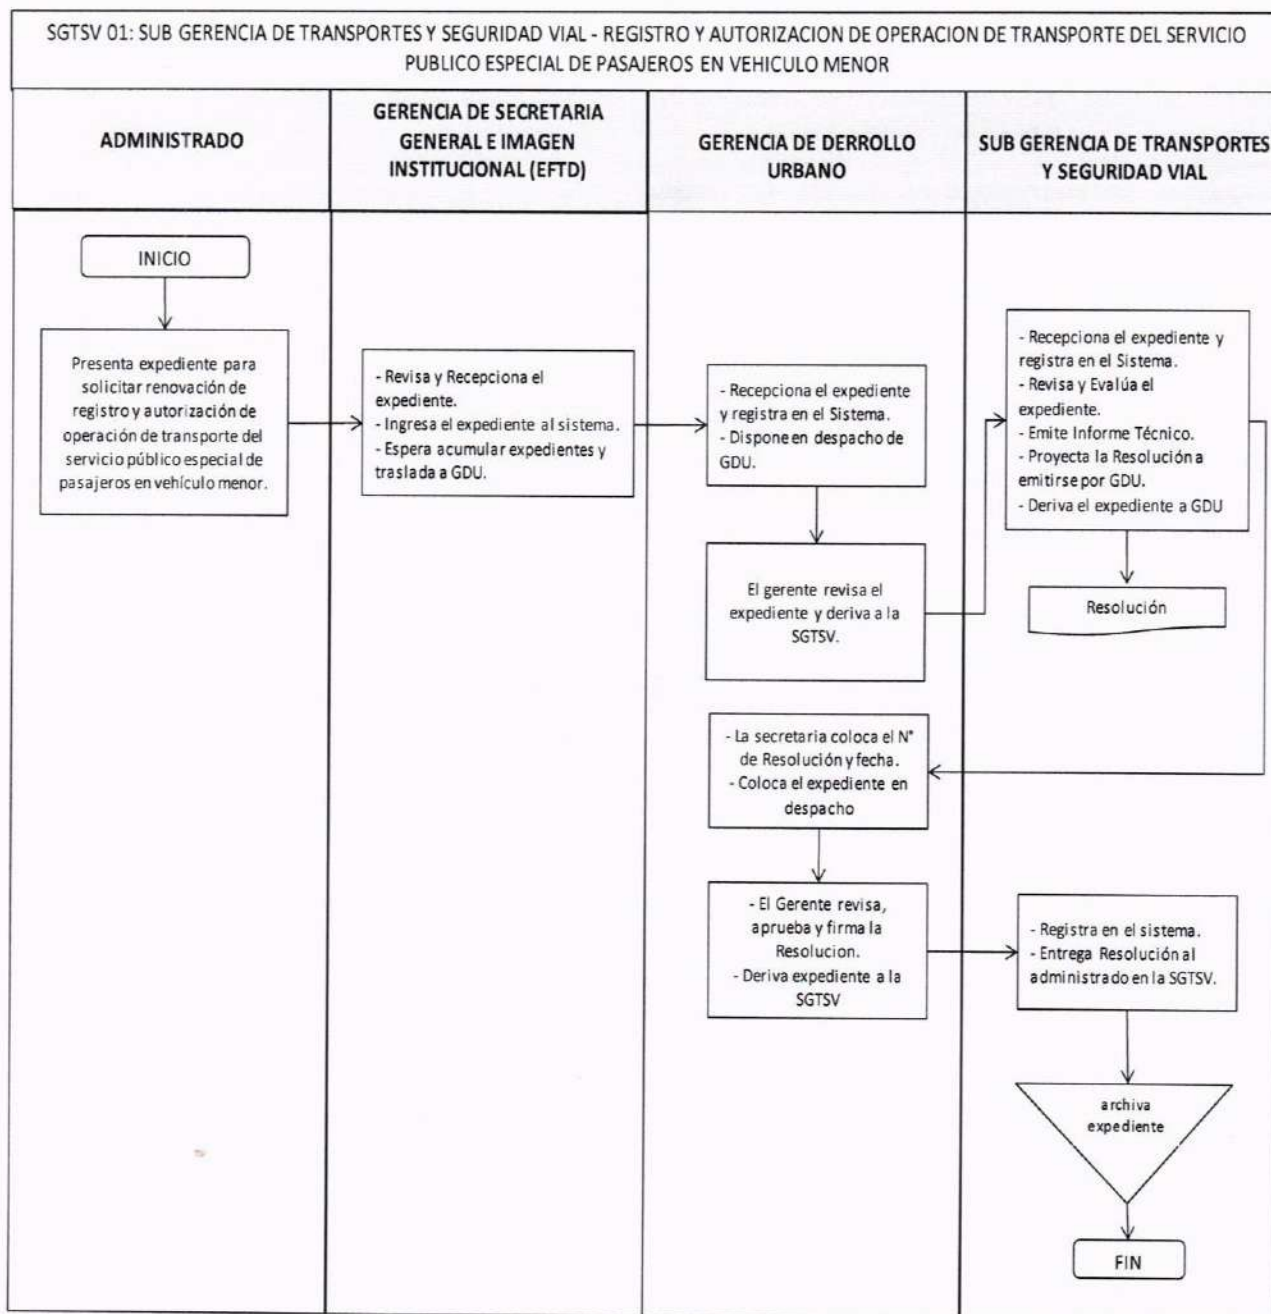 SGTSV 01: SUB GERENCIA DE TRANSPORTES Y SEGURIDAD VIAL - REGISTRO Y AUTORIZACION DE OPERACION DE TRANSPORTE DEL SERVICIO
PUBLICO ESPECIAL DE PASAJEROS EN VEHICULO MENOR
ADMINISTRADO
GERENCIA DE SECRETARIA
GENERAL E IMAGEN
INSTITUCIONAL (EFTD)
GERENCIA DE DERROLLO
URBANO
SUB GERENCIA DE TRANSPORTES
Y SEGURIDAD VIAL
INICIO
Presenta expediente para
solicitar renovación de
registro y autorización de
operación de transporte del
servicio público especial de
pasajeros en vehículo menor.
- Revisa y Recepciona el
expediente.
- Ingresa el expediente al sistema.
- Espera acumular expedientes y
traslada a GDU.
- Recepciona el expediente
y registra en el Sistema.
- Dispone en despacho de
GDU.
El gerente revisa el
expediente y deriva a la
SGTSV.
- Recepciona el expediente y
registra en el Sistema.
- Revisa y Evalúa el
expediente.
- Emite Informe Técnico.
- Proyecta la Resolución a
emitirse por GDU.
- Deriva el expediente a GDU
Resolución
- La secretaria coloca el N°
de Resolución y fecha.
- Coloca el expediente en
despacho
- El Gerente revisa,
aprueba y firma la
Resolucion.
- Deriva expediente a la
SGTSV
- Registra en el sistema.
- Entrega Resolución al
administrado en la SGTSV.
archiva
expediente
FIN